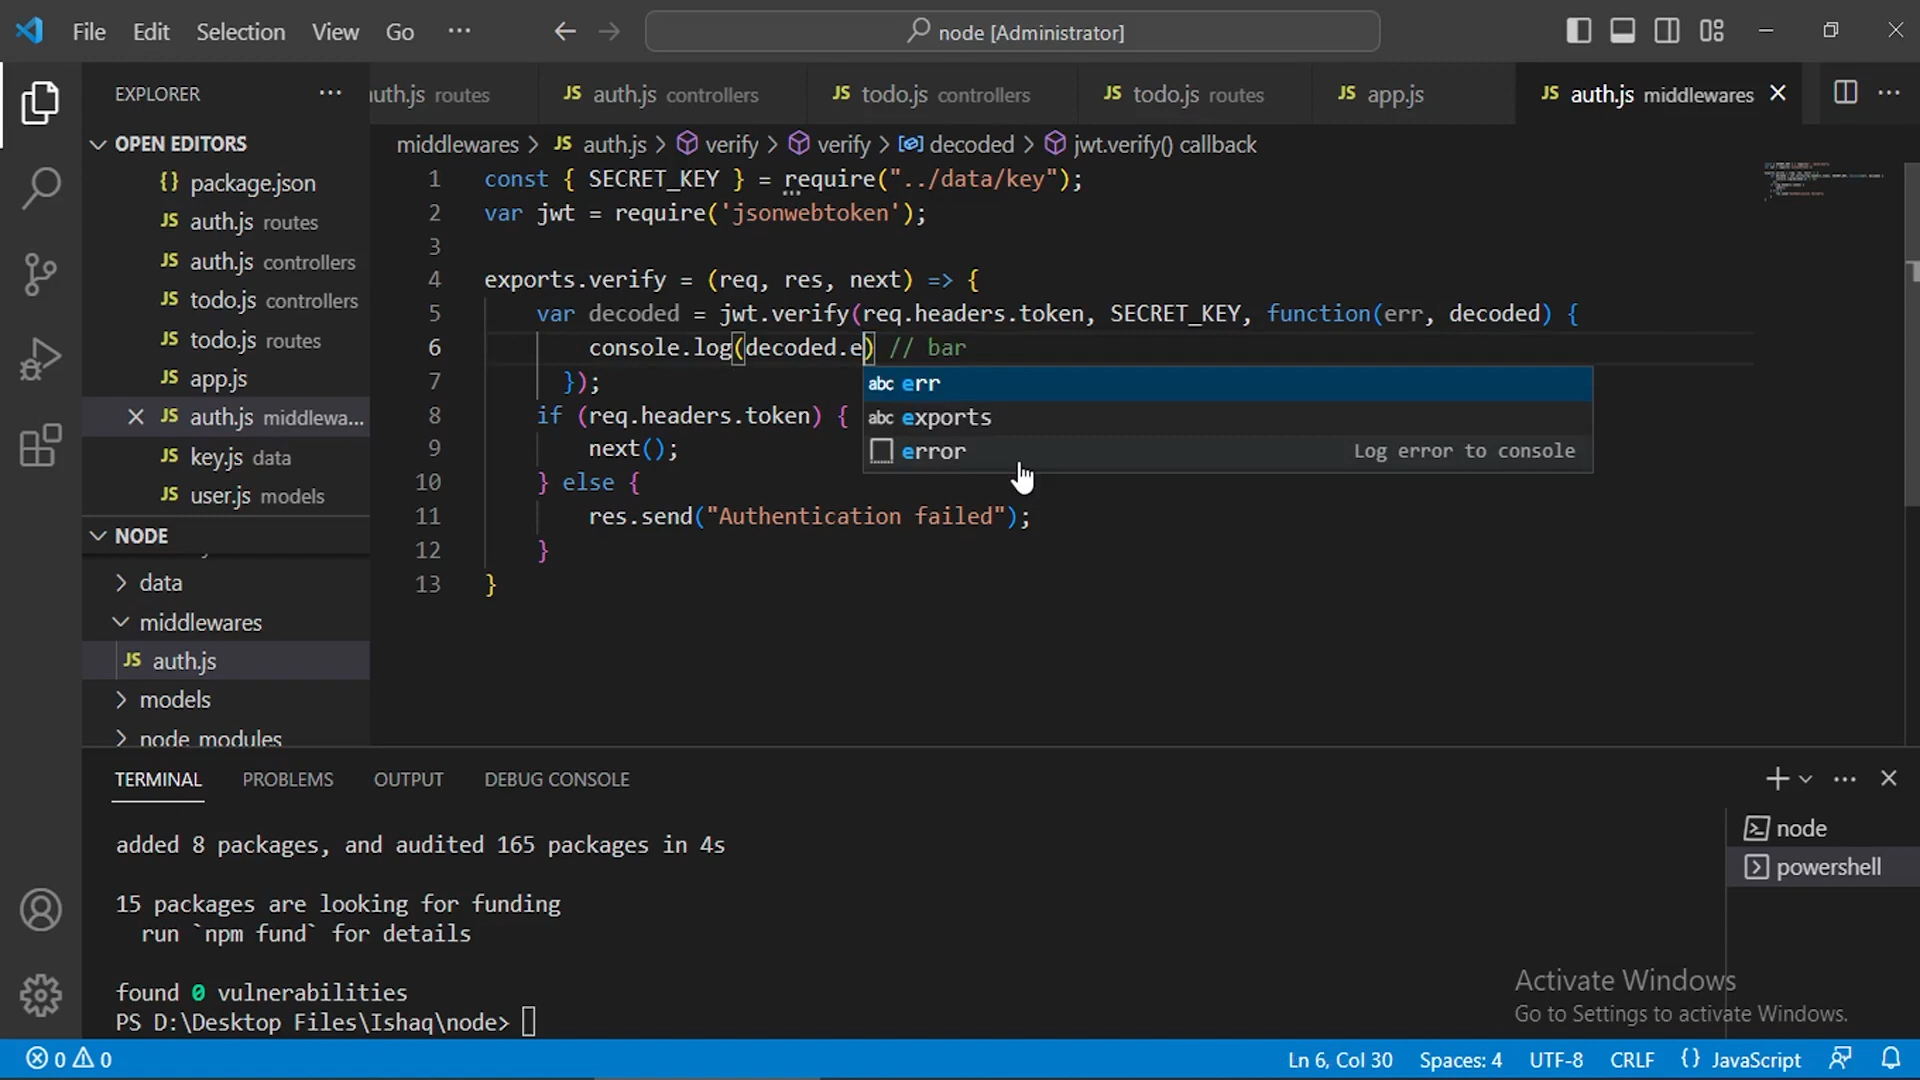 File Edit Selection View Go ... node [Administrator]
EXPLORER ...
OPEN EDITORS
{} package.json
JS auth.js routes
JS auth.js controllers
JS todo.js controllers
JS todo.js routes
JS app.js
JS auth.js middlewa...
JS key.js data
JS user.js models
NODE
data
middlewares
JS auth.js
models
node_modules
auth.js routes JS auth.js controllers JS todo.js controllers JS todo.js routes JS app.js JS auth.js middlewares
middlewares > JS auth.js > verify > verify > decoded > jwt.verify() callback
1 const { SECRET_KEY } = require("../data/key");
2 var jwt = require('jsonwebtoken');
3
4 exports.verify = (req, res, next) => {
5 var decoded = jwt.verify(req.headers.token, SECRET_KEY, function(err, decoded) {
6 console.log(decoded.e) // bar
7 });
8 if (req.headers.token) {
9 next();
10 } else {
11 res.send("Authentication failed");
12 }
13 }
abc err
abc exports
error Log error to console
TERMINAL PROBLEMS OUTPUT DEBUG CONSOLE
added 8 packages, and audited 165 packages in 4s
15 packages are looking for funding
run `npm fund` for details
found 0 vulnerabilities
PS D:\Desktop Files\Ishaq\node>
node
powershell
Activate Windows
Go to Settings to activate Windows.
0 0 Ln 6, Col 30 Spaces: 4 UTF-8 CRLF {} JavaScript